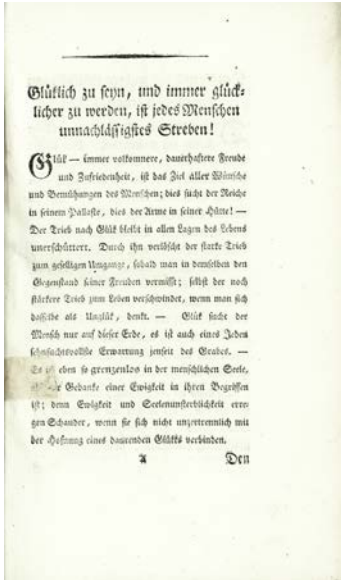 Glüklich zu seyn, und immer glück-
licher zu werden, ist jedes Menschen
unnachlässigstes Streben!
Glük — immer volkomnere, dauerhaftere Freude
und Zufriedenheit, ist das Ziel aller Wünsche
und Bemühungen des Menschen; dies sucht der Reiche
in seinem Pallaste, dies der Arme in seiner Hütte! —
Der Trieb nach Glük bleibt in allen Lagen des Lebens
unerschüttert. Durch ihn verlöscht der starke Trieb
zum geselligen Umgange, sobald man in demselben den
Gegenstand seiner Freuden vermißt; selbst der noch
stärkere Trieb zum Leben verschwindet, wenn man sich
dasselbe als Unglük, denkt. — Glük suche der
Mensch nur auf dieser Erde, es ist auch eines Jeden
sehnsuchtsvollste Erwartung jenseit des Grabes. —
Es ist eben so grenzenlos in der menschlichen Seele,
der Gedanke einer Ewigkeit in ihren Begriffen
ist; denn Ewigkeit und Seelenunsterblichkeit erre-
gen Schauder, wenn sie sich nicht unzertrennlich mit
der Hofnung eines daurenden Glükks verbinden.
A Den